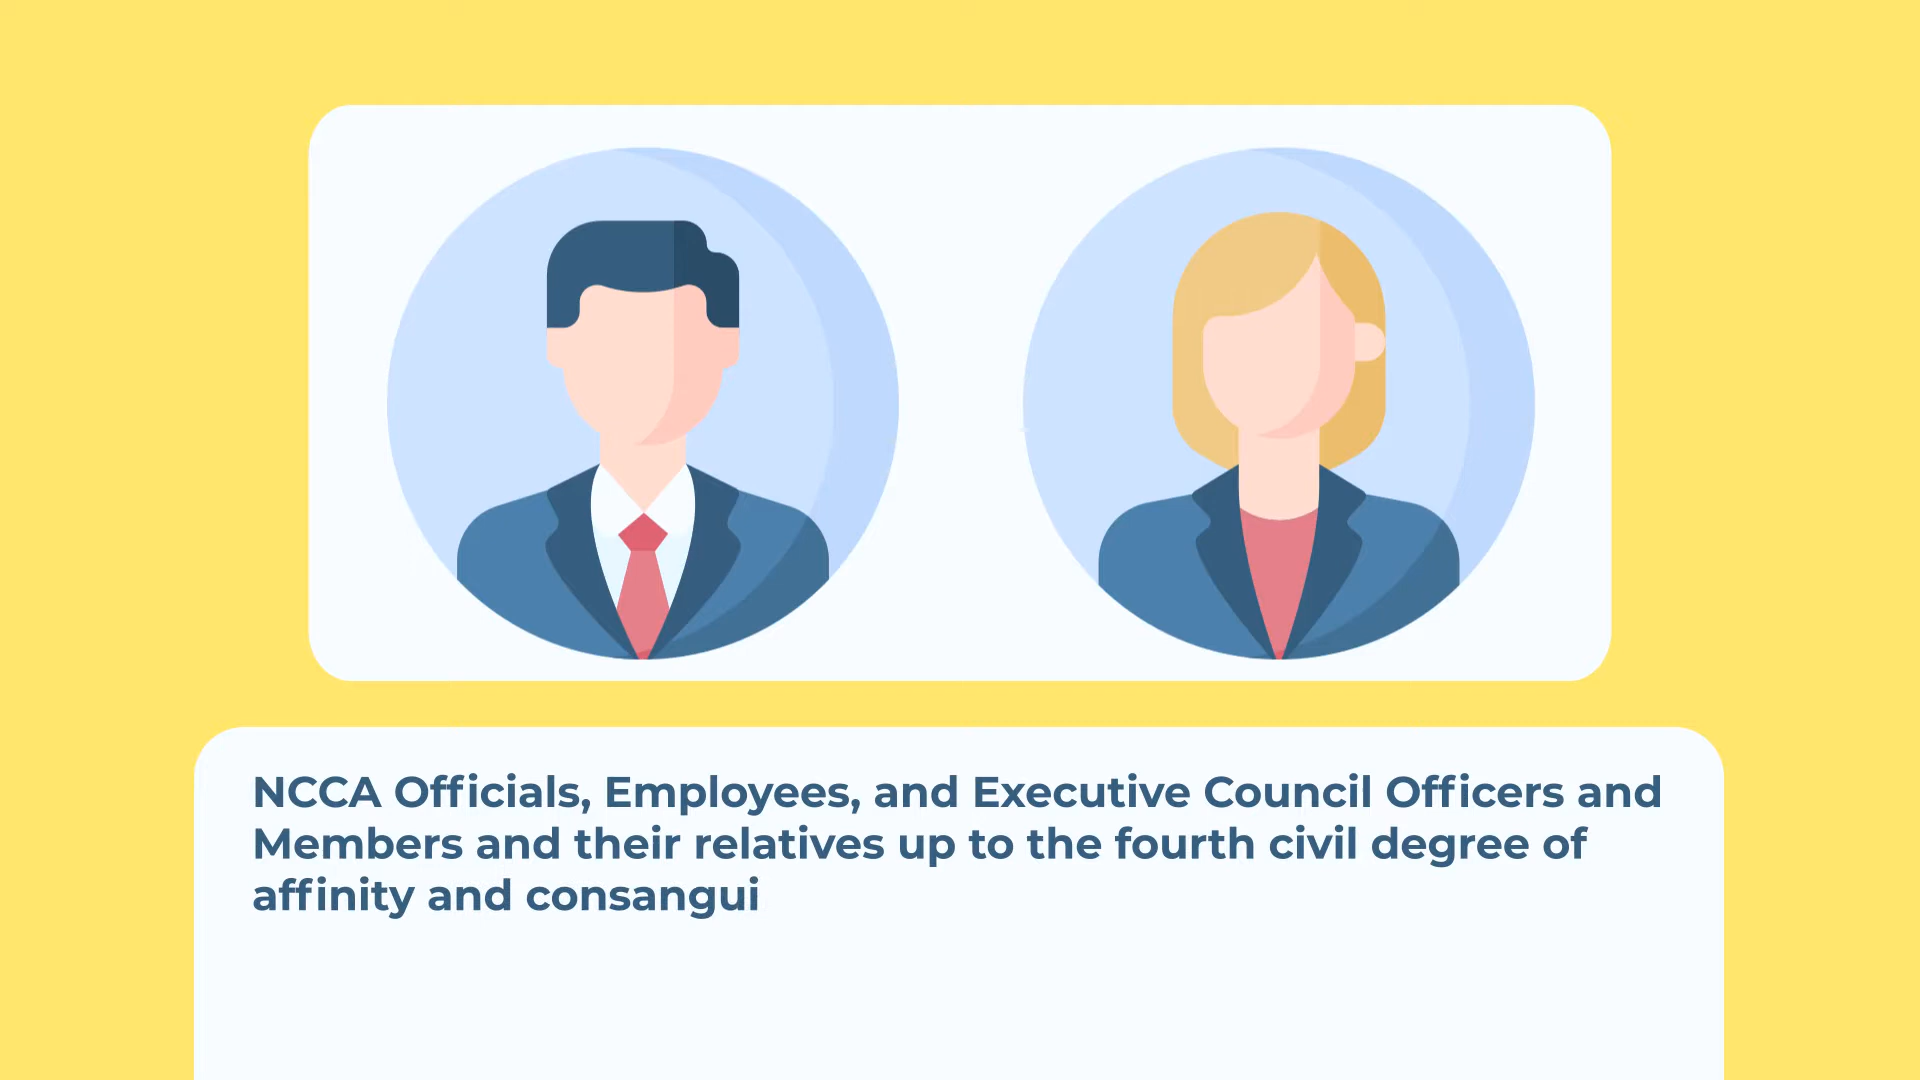 NCCA Officials, Employees, and Executive Council Officers and
Members and their relatives up to the fourth civil degree of
affinity and consangui